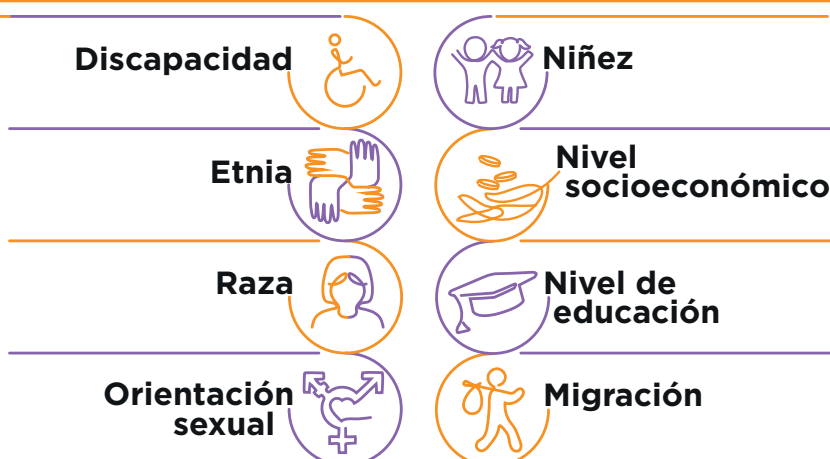 Discapacidad
Niñez
Etnia
Nivel
socioeconómico
Raza
Nivel de
educación
Orientación
sexual
Migración